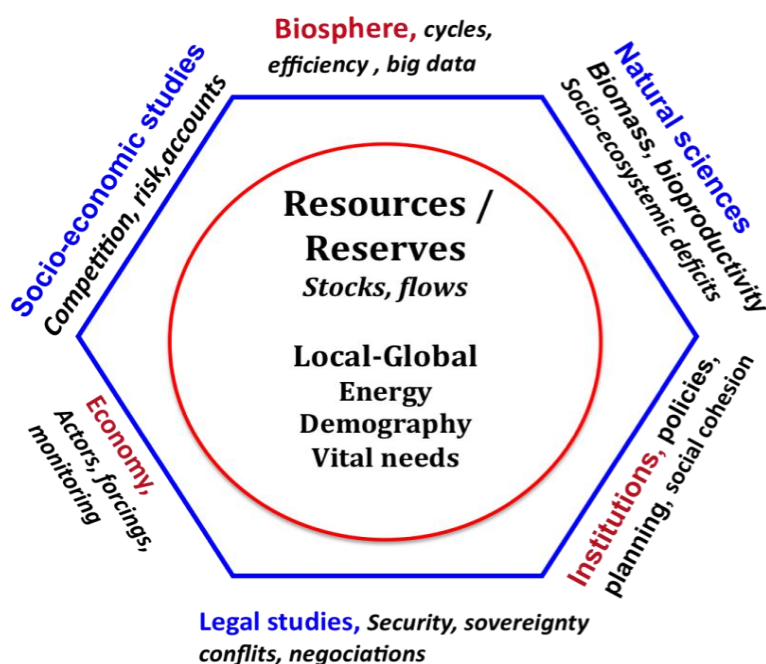 Biosphere, cycles,
efficiency , big data
Socio-economic studies
Competition, risk,accounts
Natural sciences
Biomass, bioproductivity
Socio-ecosystemic deficits
Resources /
Reserves
Stocks, flows
Local-Global
Energy
Demography
Vital needs
Economy,
Actors, forcings,
monitoring
Institutions, policies,
planning, social cohesion
Legal studies, Security, sovereignty
conflits, negociations